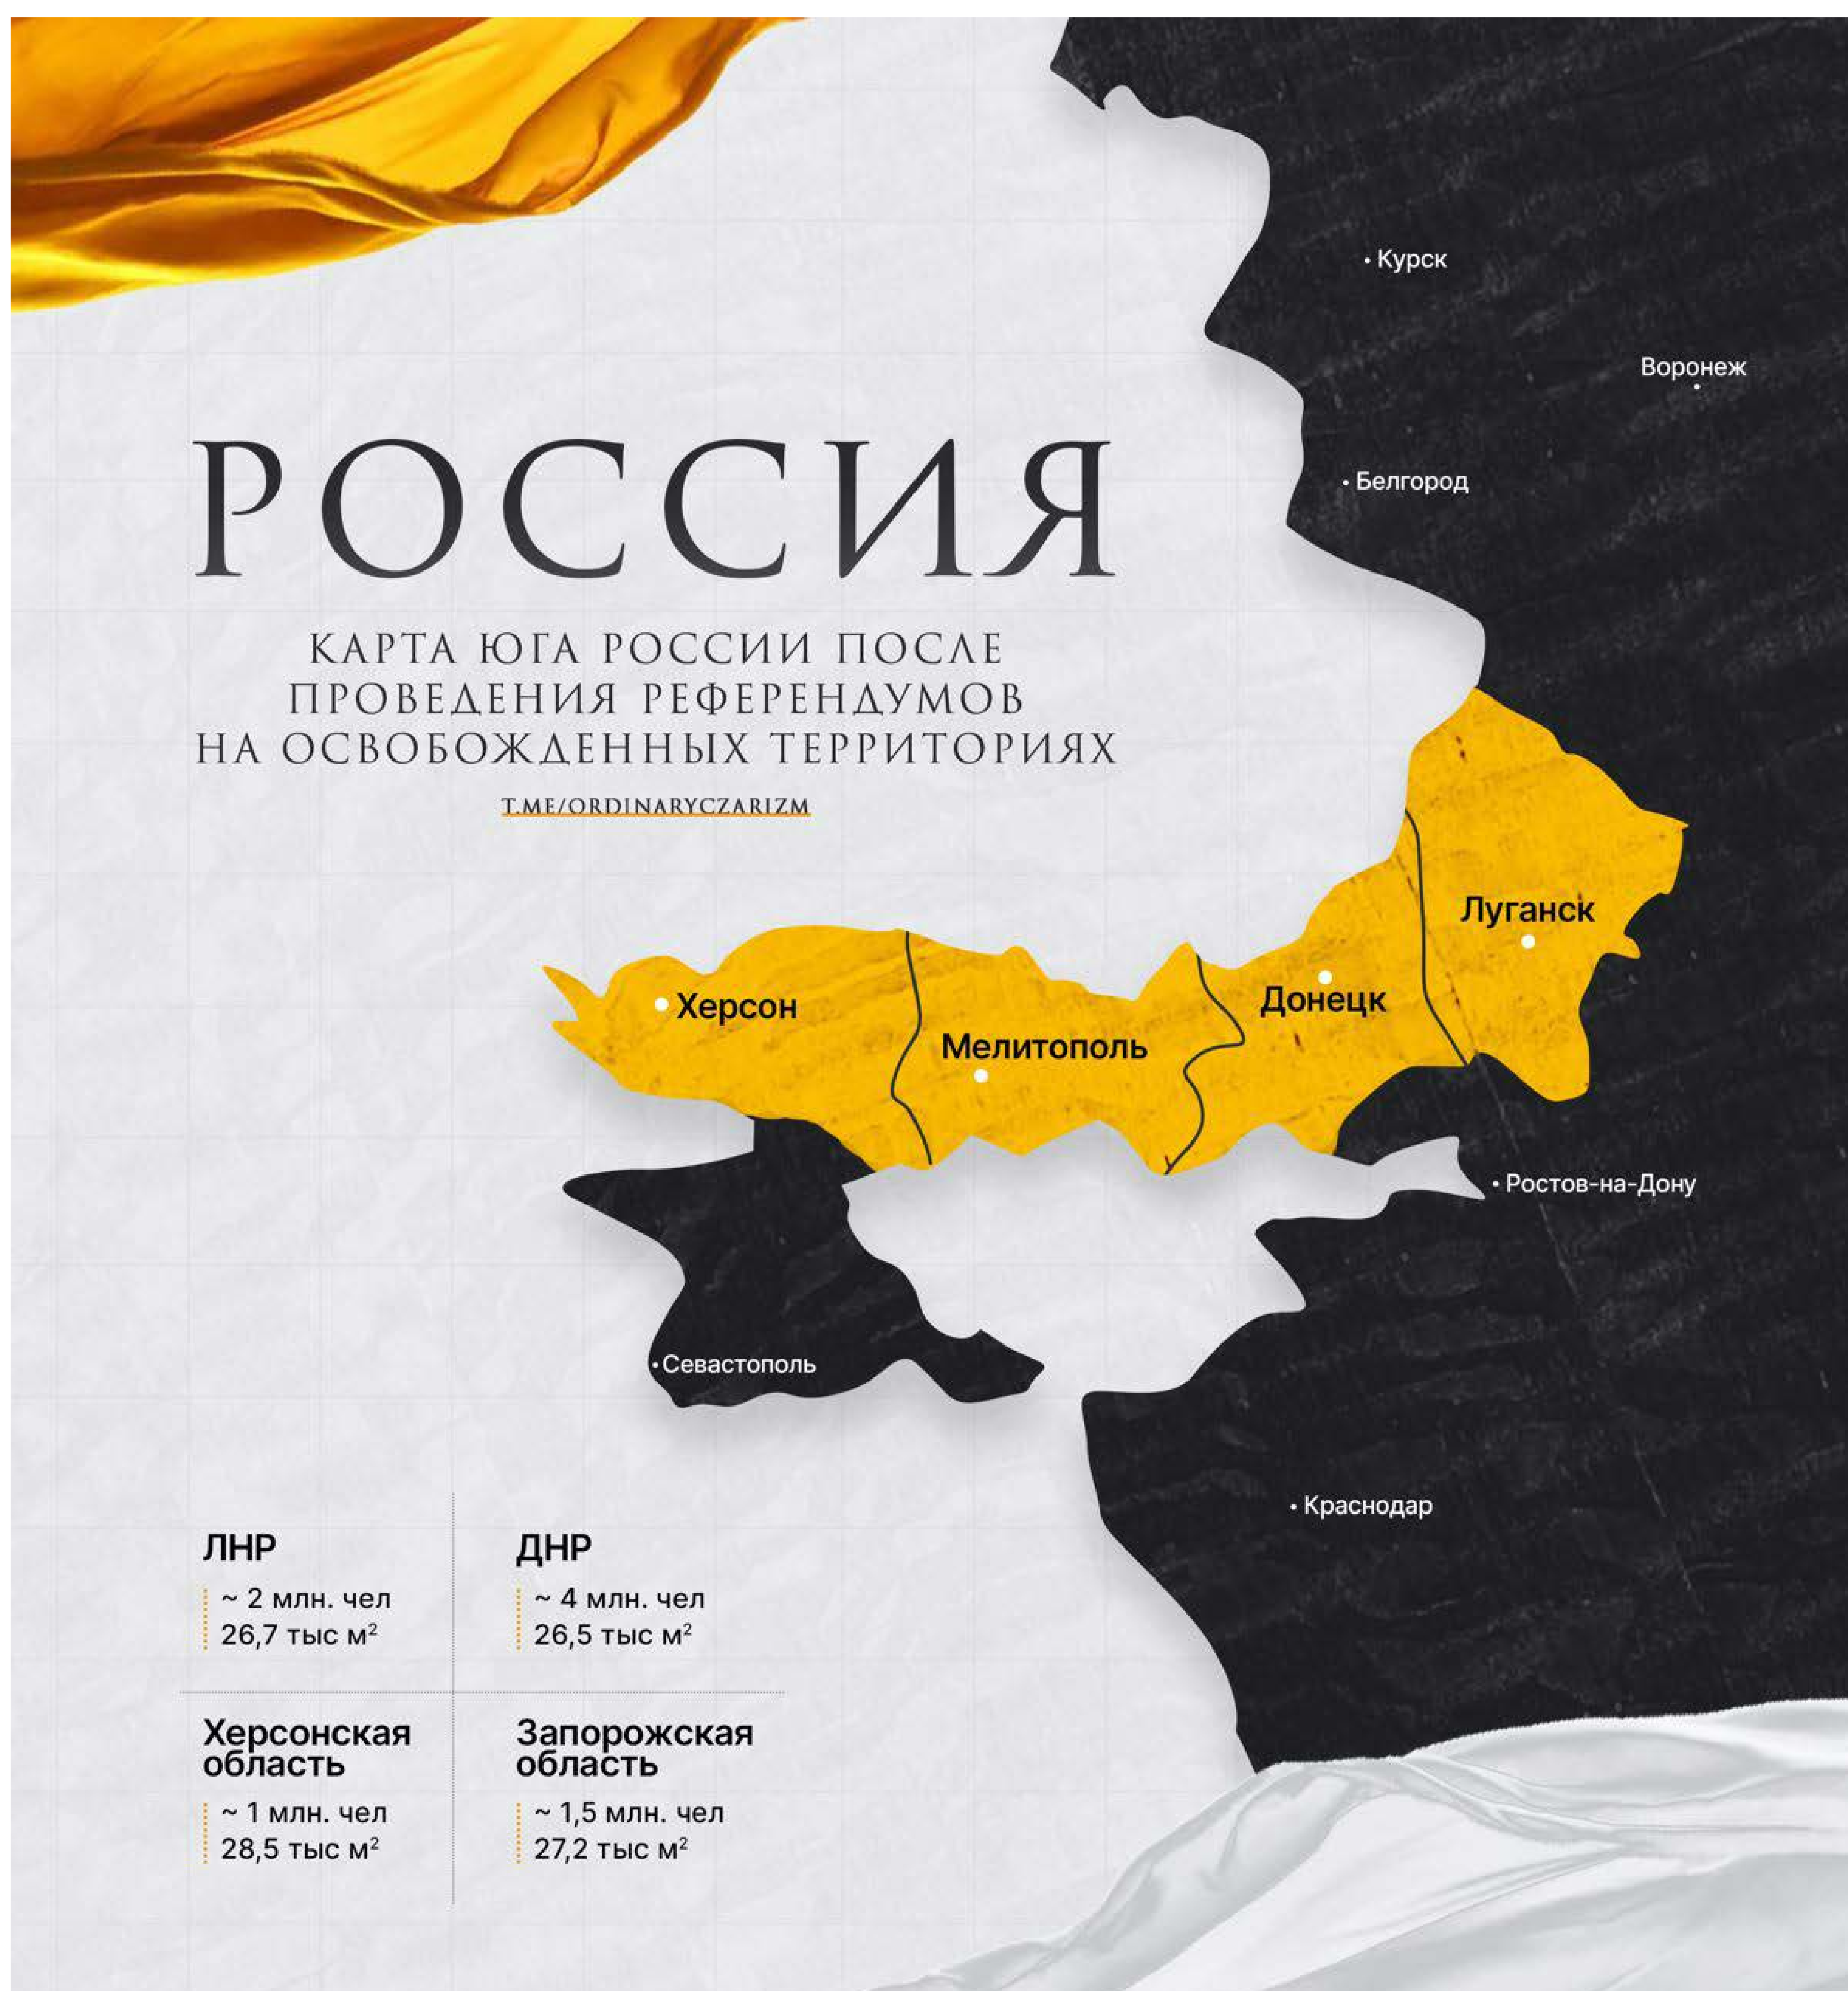 РОССИЯ
КАРТА ЮГА РОССИИ ПОСЛЕ
ПРОВЕДЕНИЯ РЕФЕРЕНДУМОВ
НА ОСВОБОЖДЕННЫХ ТЕРРИТОРИЯХ
T.ME/ORDINARYCZARIZM
Курск
Воронеж
Белгород
Луганск
Донецк
Херсон
Мелитополь
Ростов-на-Дону
Севастополь
Краснодар
ЛНР
~ 2 млн. чел
26,7 тыс м²
ДНР
~ 4 млн. чел
26,5 тыс м²
Херсонская
область
~ 1 млн. чел
28,5 тыс м²
Запорожская
область
~ 1,5 млн. чел
27,2 тыс м²